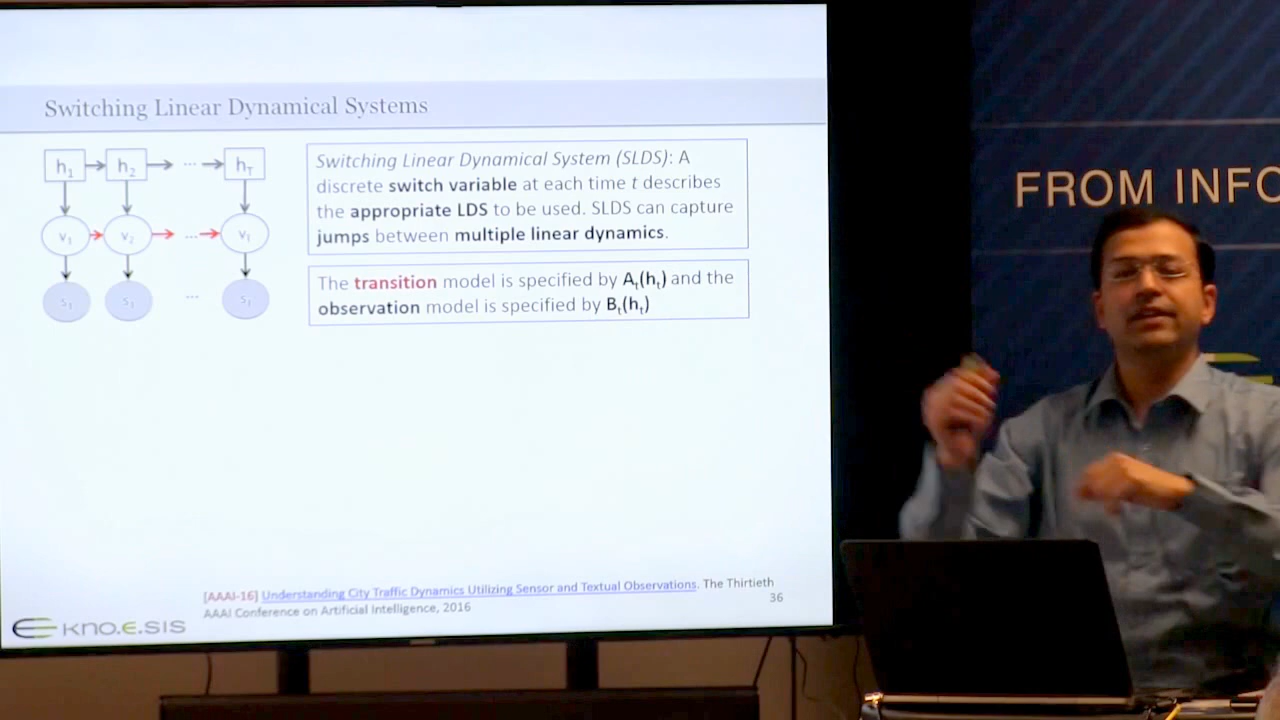 Switching Linear Dynamical Systems
h1 h2 ... hT
v1 v2 ...
s1 ...
Switching Linear Dynamical System (SLDS): A
discrete switch variable at each time t describes
the appropriate LDS to be used. SLDS can capture
jumps between multiple linear dynamics.
The transition model is specified by At(ht) and the
observation model is specified by Bt(ht)
[AAAI-16] Understanding City Traffic Dynamics Utilizing Sensor and Textual Observations. The Thirtieth
AAAI Conference on Artificial Intelligence, 2016
36
kno.e.sis
FROM INFO